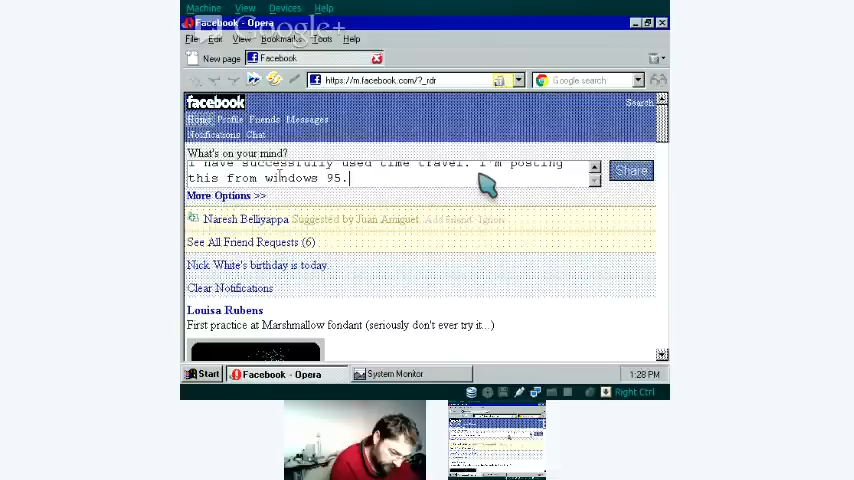 Machine View Devices Help
Google+
Facebook - Opera
File Edit View Bookmarks Tools Help
New page Facebook
https://m.facebook.com/?_rdr Google search
facebook Search
Home Profile Friends Messages
Notifications Chat
What's on your mind?
I have successfully used time travel. I'm posting
this from windows 95. Share
More Options >>
Naresh Belliyappa Suggested by Juan Amiguet Add Friend
See All Friend Requests (6)
Nick White's birthday is today.
Clear Notifications
Louisa Rubens
First practice at Marshmallow fondant (seriously don't ever try it...)
Start Facebook - Opera System Monitor 1:28 PM
Right Ctrl